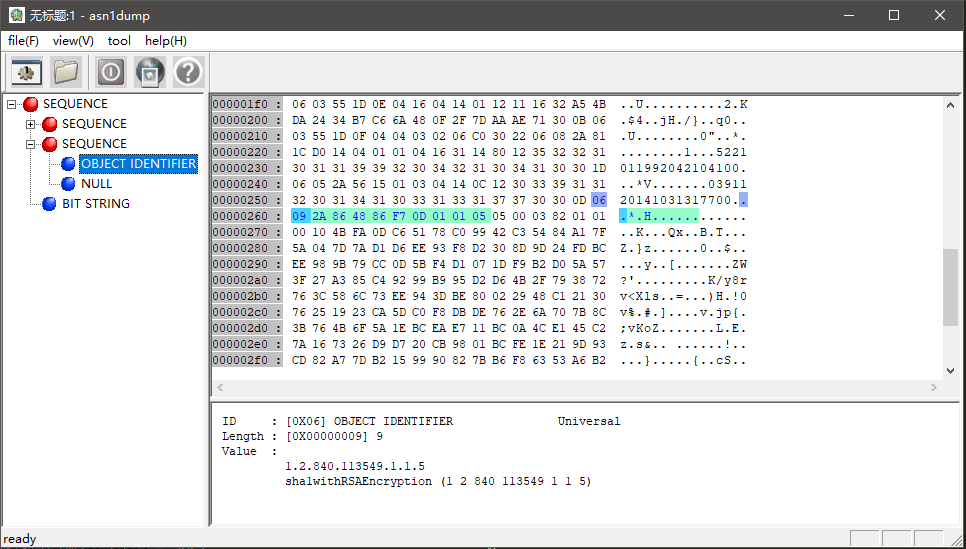 无标题:1 - asn1dump
file(F) view(V) tool help(H)
SEQUENCE
SEQUENCE
SEQUENCE
OBJECT IDENTIFIER
NULL
BIT STRING
000001f0 : 06 03 55 1D 0E 04 16 04 14 01 12 11 16 32 A5 4B ..U..........2.K
00000200 : DA 24 34 B7 C6 6A 48 0F 2F 7D AA AE 71 30 0B 06 .$4..jH./}..q0..
00000210 : 03 55 1D 0F 04 04 03 02 06 C0 30 22 06 08 2A 81 .U........0"..*.
00000220 : 1C D0 14 04 01 01 04 16 31 14 80 12 35 32 32 31 ........1...5221
00000230 : 30 31 31 39 39 32 30 34 32 31 30 34 31 30 30 1D 011992042104100.
00000240 : 06 05 2A 56 15 01 03 04 14 0C 12 30 33 39 31 31 ..*V.......03911
00000250 : 32 30 31 34 31 30 33 31 33 31 37 37 30 30 0D 06 20141031317700..
00000260 : 09 2A 86 48 86 F7 0D 01 01 05 05 00 03 82 01 01 .*.H............
00000270 : 00 10 4B FA 0D C6 51 78 C0 99 42 C3 54 84 A1 7F ..K...Qx..B.T...
00000280 : 5A 04 7D 7A D1 D6 EE 93 F8 D2 30 8D 9D 24 FD BC Z.}z......0..$..
00000290 : EE 98 9B 79 CC 0D 5B F4 D1 07 1D F9 B2 D0 5A 57 ...y..[.......ZW
000002a0 : 3F 27 A3 85 C4 92 99 B9 95 D2 D6 4B 2F 79 38 72 ?'.........K/y8r
000002b0 : 76 3C 58 6C 73 EE 94 3D BE 80 02 29 48 C1 21 30 v<Xls..=...)H.!0
000002c0 : 76 25 19 23 CA 5D C0 F8 DB DE 76 2E 6A 70 7B 8C v%.#.]....v.jp{.
000002d0 : 3B 76 4B 6F 5A 1E BC EA E7 11 BC 0A 4C E1 45 C2 ;vKoZ.......L.E.
000002e0 : 7A 16 73 26 D9 D7 20 CB 98 01 BC FE 1E 21 9D 93 z.s&.. ......!..
000002f0 : CD 82 A7 7D B2 15 99 90 82 7B B6 F8 63 53 A6 B2 ...}.....{..cS..
ID : [0X06] OBJECT IDENTIFIER Universal
Length : [0X00000009] 9
Value :
1.2.840.113549.1.1.5
sha1withRSAEncryption (1 2 840 113549 1 1 5)
ready